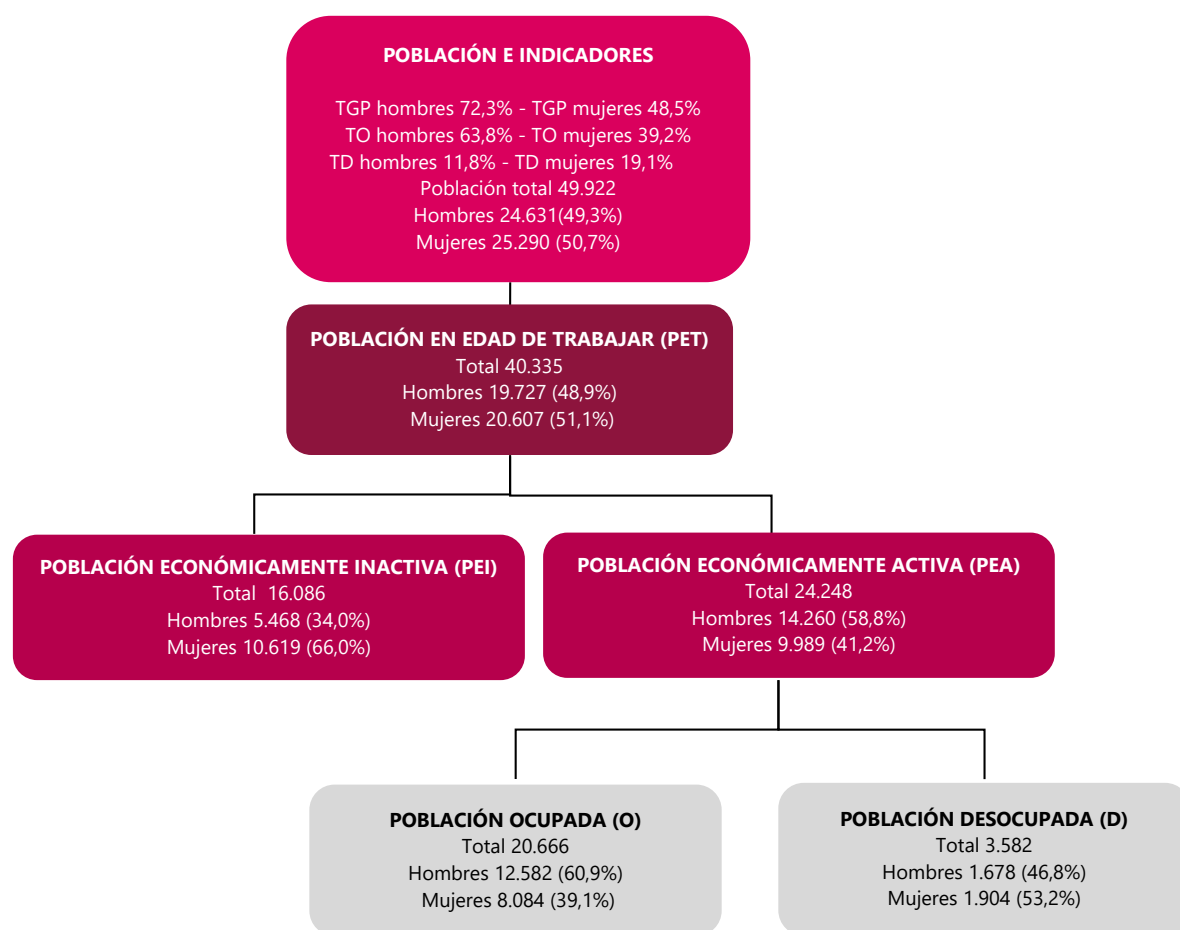 POBLACIÓN E INDICADORES
TGP hombres 72,3% - TGP mujeres 48,5%
TO hombres 63,8% - TO mujeres 39,2%
TD hombres 11,8% - TD mujeres 19,1%
Población total 49.922
Hombres 24.631(49,3%)
Mujeres 25.290 (50,7%)
POBLACIÓN EN EDAD DE TRABAJAR (PET)
Total 40.335
Hombres 19.727 (48,9%)
Mujeres 20.607 (51,1%)
POBLACIÓN ECONÓMICAMENTE INACTIVA (PEI)
Total 16.086
Hombres 5.468 (34,0%)
Mujeres 10.619 (66,0%)
POBLACIÓN ECONÓMICAMENTE ACTIVA (PEA)
Total 24.248
Hombres 14.260 (58,8%)
Mujeres 9.989 (41,2%)
POBLACIÓN OCUPADA (O)
Total 20.666
Hombres 12.582 (60,9%)
Mujeres 8.084 (39,1%)
POBLACIÓN DESOCUPADA (D)
Total 3.582
Hombres 1.678 (46,8%)
Mujeres 1.904 (53,2%)